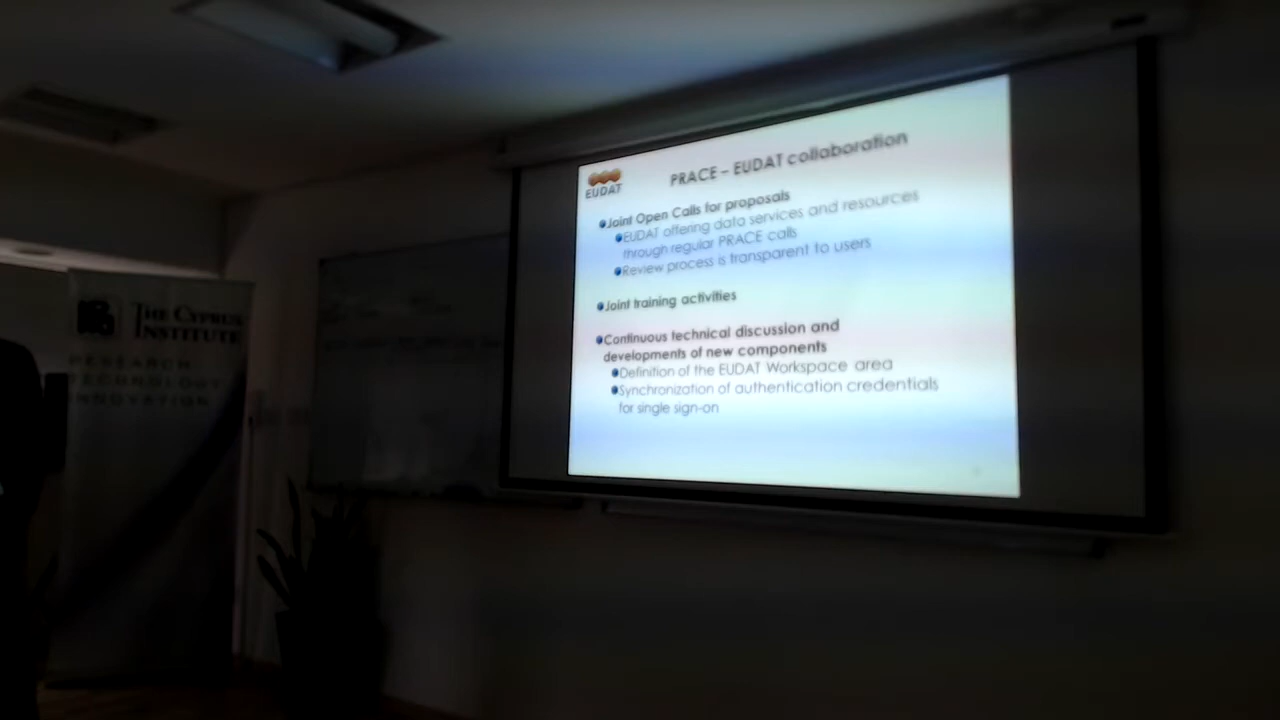 PRACE – EUDAT collaboration
EUDAT
Joint Open Calls for proposals
EUDAT offering data services and resources
through regular PRACE calls
Review process is transparent to users
Joint training activities
Continuous technical discussion and
developments of new components
Definition of the EUDAT Workspace area
Synchronization of authentication credentials
for single sign-on
THE CYPRUS
INSTITUTE
RESEARCH
TECHNOLOGY
INNOVATION